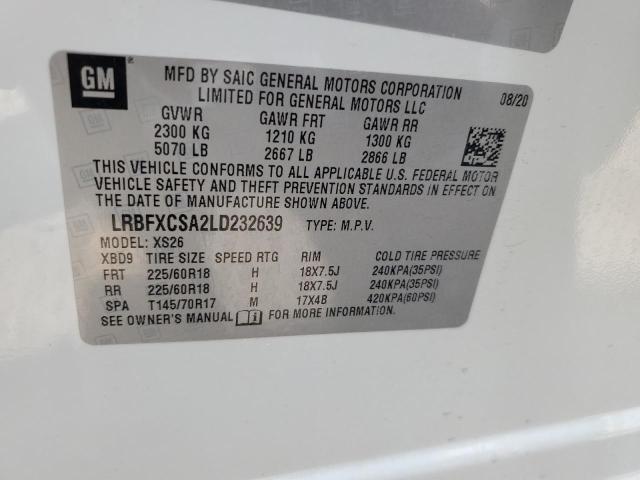 GM
MFD BY SAIC GENERAL MOTORS CORPORATION
LIMITED FOR GENERAL MOTORS LLC
08/20
GVWR GAWR FRT GAWR RR
2300 KG 1210 KG 1300 KG
5070 LB 2667 LB 2866 LB
THIS VEHICLE CONFORMS TO ALL APPLICABLE U.S. FEDERAL MOTOR
VEHICLE SAFETY AND THEFT PREVENTION STANDARDS IN EFFECT ON
THE DATE OF MANUFACTURE SHOWN ABOVE.
LRBFXCSA2LD232639 TYPE: M.P.V.
MODEL: XS26
XBD9 TIRE SIZE SPEED RTG RIM COLD TIRE PRESSURE
FRT 225/60R18 H 18X7.5J 240KPA(35PSI)
RR 225/60R18 H 18X7.5J 240KPA(35PSI)
SPA T145/70R17 M 17X4B 420KPA(60PSI)
SEE OWNER'S MANUAL FOR MORE INFORMATION.